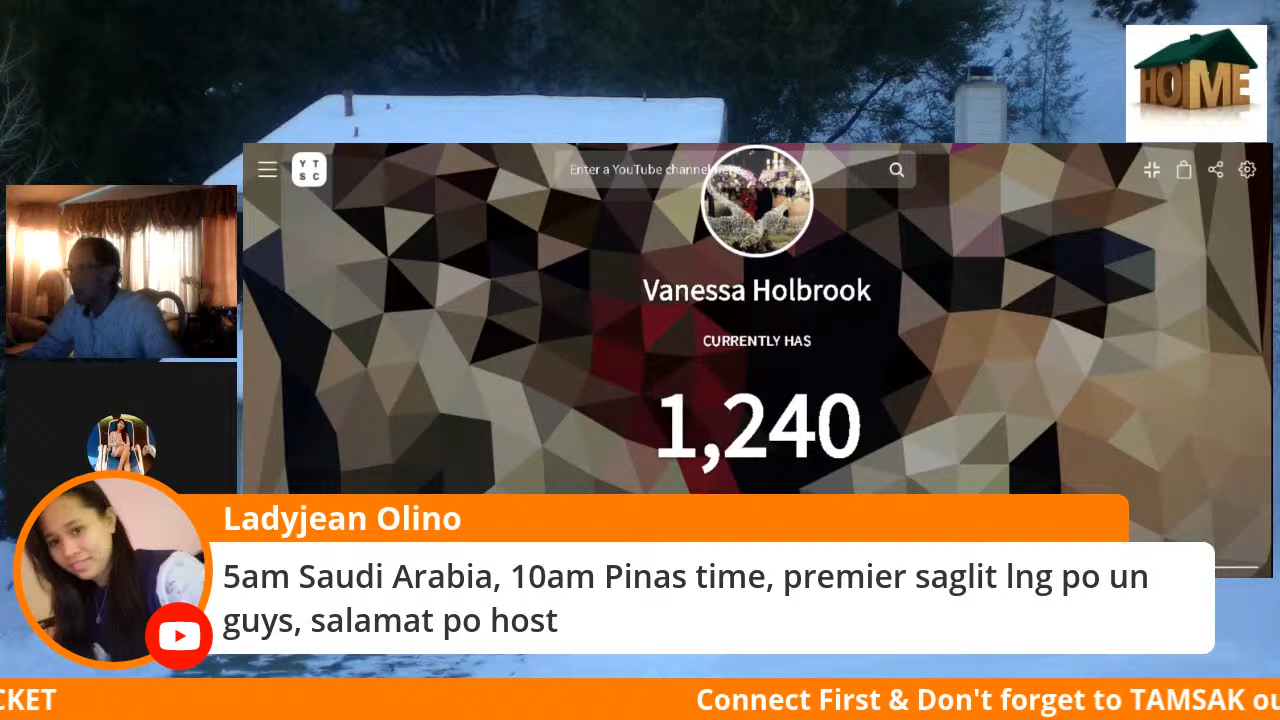 HOME
Y T
S C
Enter a YouTube channel
Vanessa Holbrook
CURRENTLY HAS
1,240
Ladyjean Olino
5am Saudi Arabia, 10am Pinas time, premier saglit lng po un
guys, salamat po host
CKET
Connect First & Don't forget to TAMSAK ou